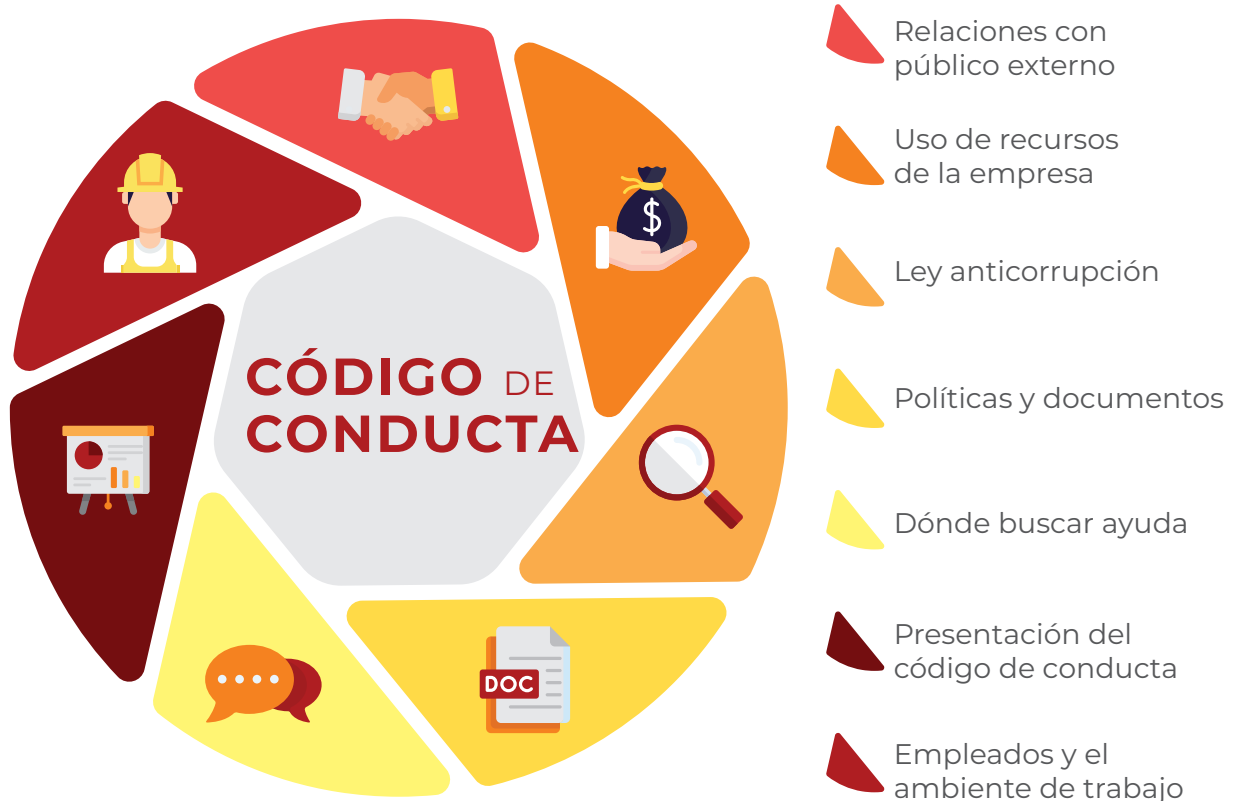 CÓDIGO DE
CONDUCTA
$
DOC
Relaciones con
público externo
Uso de recursos
de la empresa
Ley anticorrupción
Políticas y documentos
Dónde buscar ayuda
Presentación del
código de conducta
Empleados y el
ambiente de trabajo